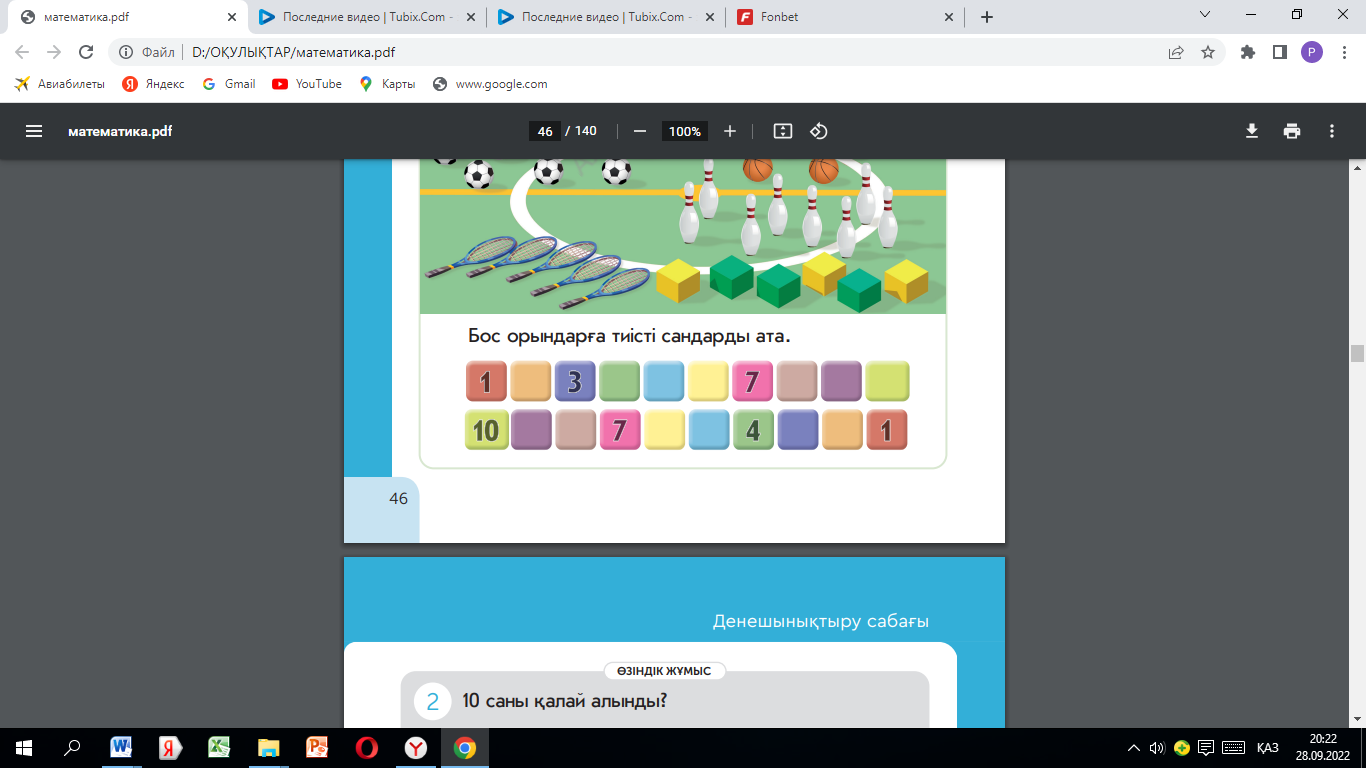 математика.pdf
Последние видео | Tubix.Com -
Последние видео | Tubix.Com -
Fonbet
Файл | D:/ОҚУЛЫҚТАР/математика.pdf
Р
Авиабилеты
Яндекс
Gmail
YouTube
Карты
www.google.com
математика.pdf
46 / 140
100%
Бос орындарға тиісті сандарды ата.
1 3 7
10 7 4 1
46
Денешынықтыру сабағы
ӨЗІНДІК ЖҰМЫС
2 10 саны қалай алынды?
ҚАЗ
20:22
28.09.2022